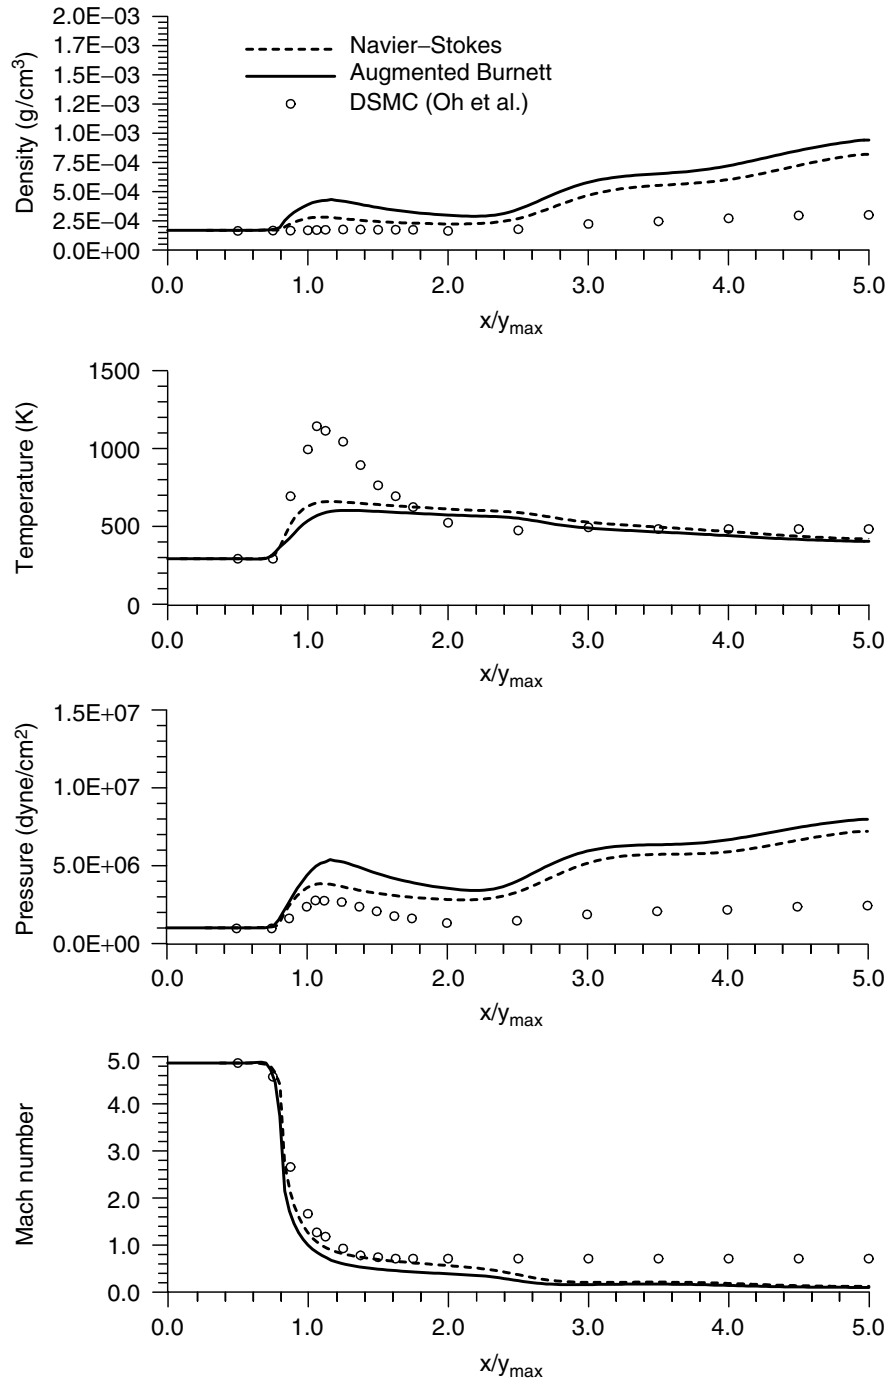 2.0E−03
1.7E−03
1.5E−03
1.2E−03
1.0E−03
7.5E−04
5.0E−04
2.5E−04
0.0E+00
Density (g/cm³)
Navier–Stokes
Augmented Burnett
DSMC (Oh et al.)
0.0 1.0 2.0 3.0 4.0 5.0
x/yₘₐₓ
1500
1000
500
0
Temperature (K)
0.0 1.0 2.0 3.0 4.0 5.0
x/yₘₐₓ
1.5E+07
1.0E+07
5.0E+06
0.0E+00
Pressure (dyne/cm²)
0.0 1.0 2.0 3.0 4.0 5.0
x/yₘₐₓ
5.0
4.0
3.0
2.0
1.0
0.0
Mach number
0.0 1.0 2.0 3.0 4.0 5.0
x/yₘₐₓ